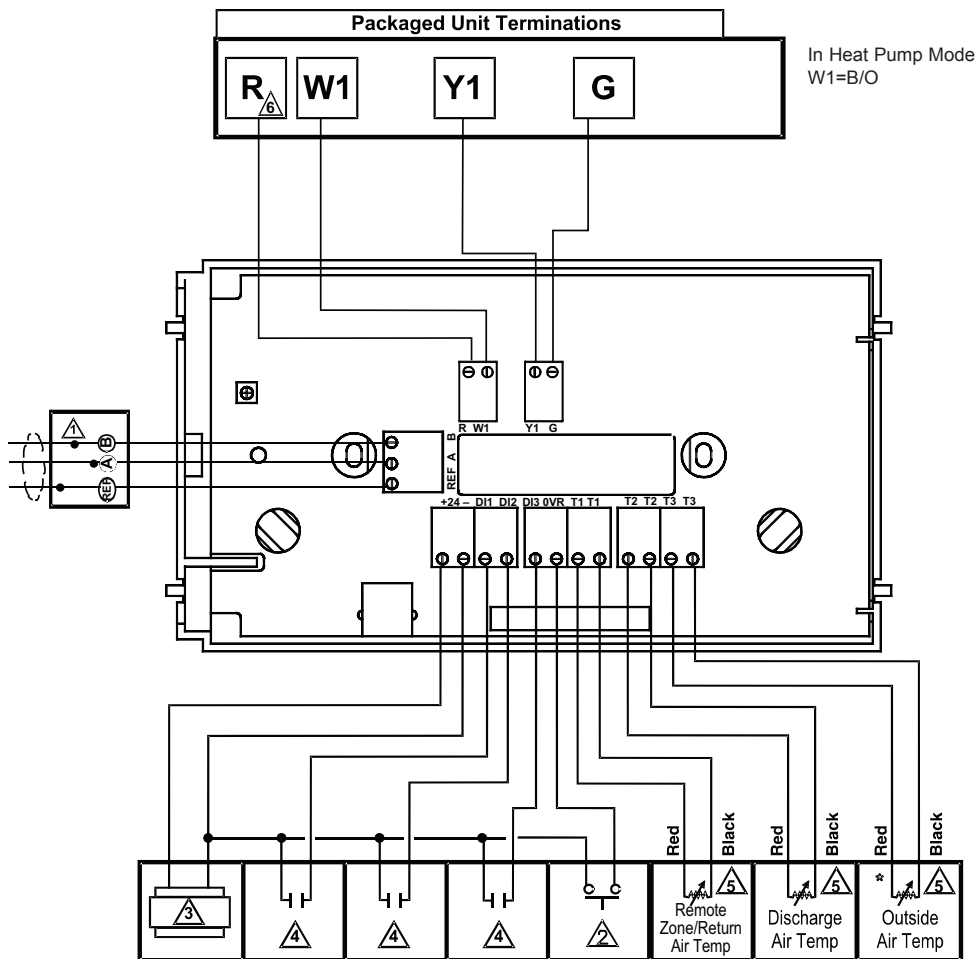 Packaged Unit Terminations
In Heat Pump Mode
W1=B/O
R W1 Y1 G
6
R W1 Y1 G
1
B
A
REF
B
A
REF
+24 – DI1 DI2 DI3 0VR T1 T1 T2 T2 T3 T3
Red Black Red Black Red Black
3 4 4 4 2 5 5 * 5
Remote
Zone/Return
Air Temp
Discharge
Air Temp
Outside
Air Temp